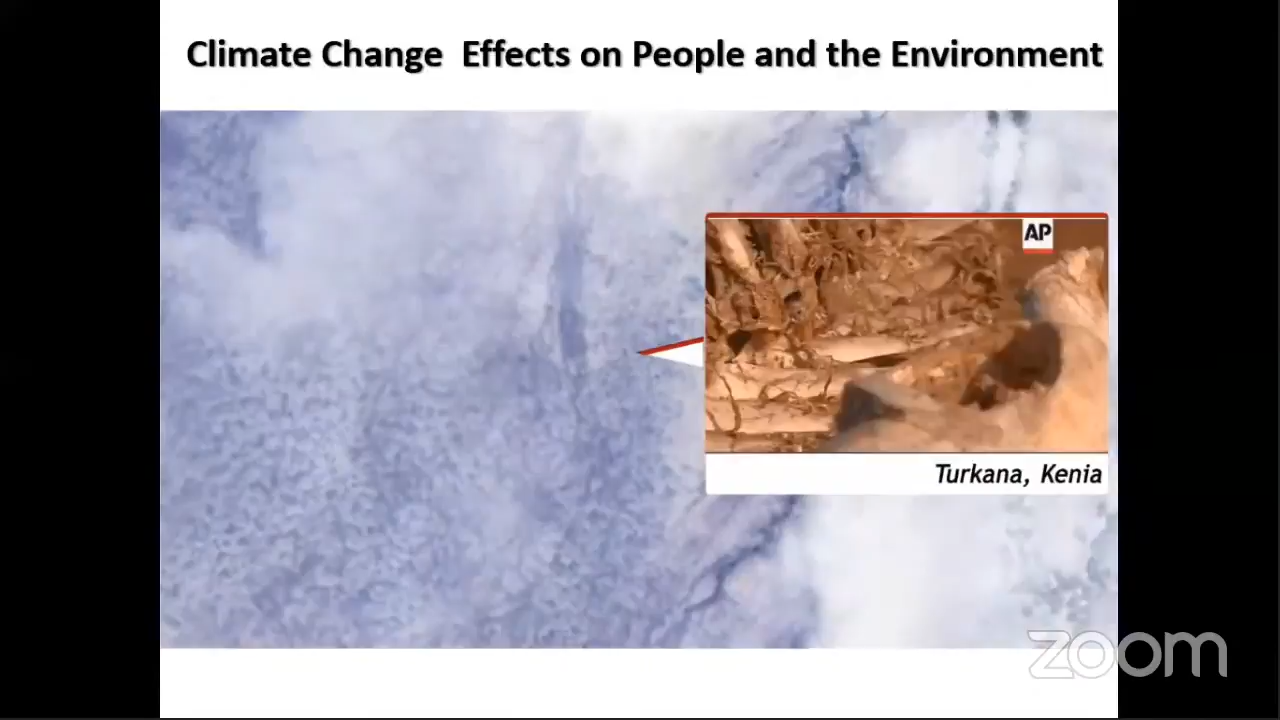 Climate Change  Effects on People and the Environment
AP
Turkana, Kenia
zoom